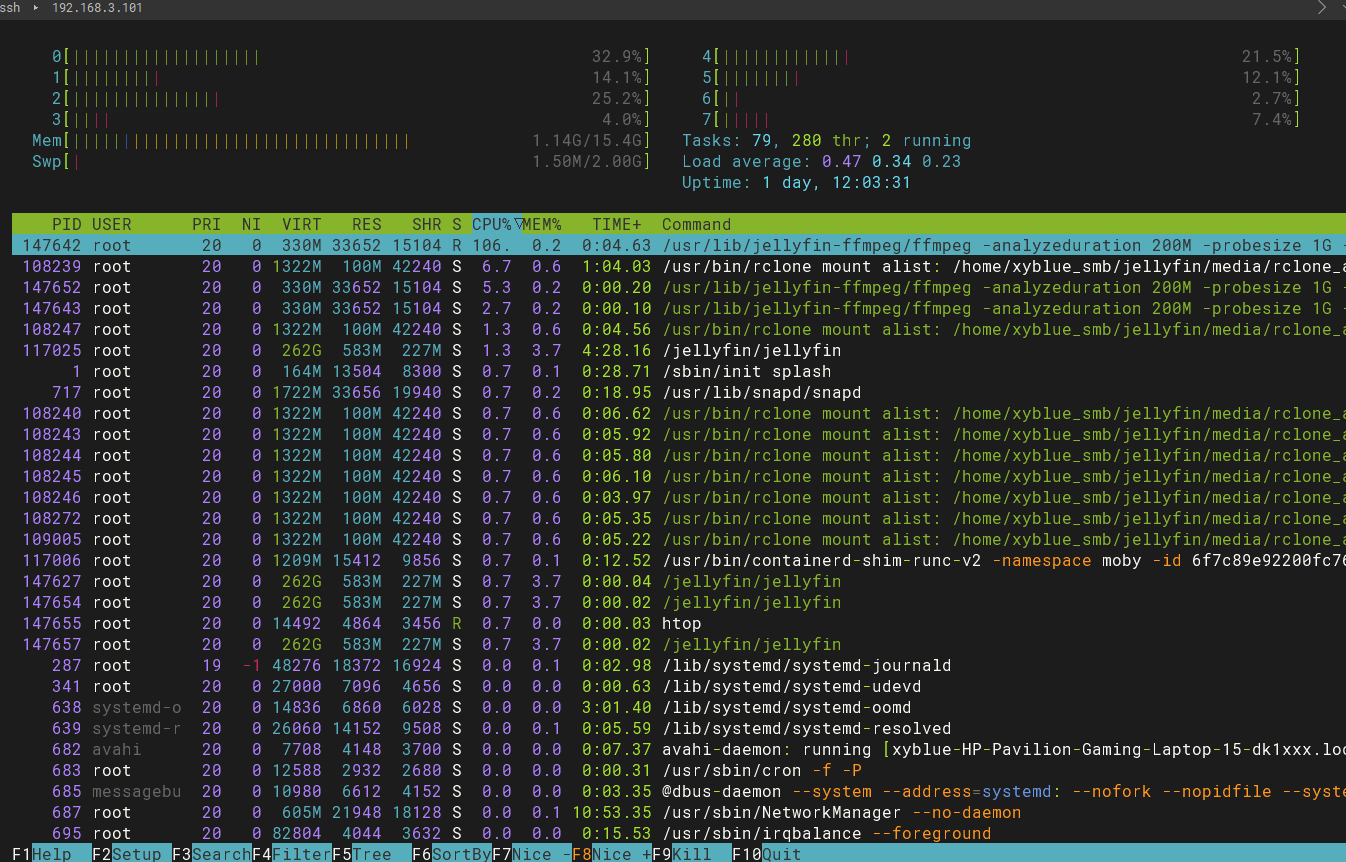 ssh ▸ 192.168.3.101
0[||||||||||||||||||| 32.9%] 4[||||||||||||| 21.5%]
1[||||||||| 14.1%] 5[|||||||| 12.1%]
2[||||||||||||||| 25.2%] 6[|| 2.7%]
3[|||| 4.0%] 7[||||| 7.4%]
Mem[|||||||||||||||||||||||||||||||||| 1.14G/15.4G] Tasks: 79, 280 thr; 2 running
Swp[| 1.50M/2.00G] Load average: 0.47 0.34 0.23
Uptime: 1 day, 12:03:31
PID USER PRI NI VIRT RES SHR S CPU%▽MEM% TIME+ Command
147642 root 20 0 330M 33652 15104 R 106. 0.2 0:04.63 /usr/lib/jellyfin-ffmpeg/ffmpeg -analyzeduration 200M -probesize 1G -
108239 root 20 0 1322M 100M 42240 S 6.7 0.6 1:04.03 /usr/bin/rclone mount alist: /home/xyblue_smb/jellyfin/media/rclone_a
147652 root 20 0 330M 33652 15104 S 5.3 0.2 0:00.20 /usr/lib/jellyfin-ffmpeg/ffmpeg -analyzeduration 200M -probesize 1G -
147643 root 20 0 330M 33652 15104 S 2.7 0.2 0:00.10 /usr/lib/jellyfin-ffmpeg/ffmpeg -analyzeduration 200M -probesize 1G -
108247 root 20 0 1322M 100M 42240 S 1.3 0.6 0:04.56 /usr/bin/rclone mount alist: /home/xyblue_smb/jellyfin/media/rclone_a
117025 root 20 0 262G 583M 227M S 1.3 3.7 4:28.16 /jellyfin/jellyfin
1 root 20 0 164M 13504 8300 S 0.7 0.1 0:28.71 /sbin/init splash
717 root 20 0 1722M 33656 19940 S 0.7 0.2 0:18.95 /usr/lib/snapd/snapd
108240 root 20 0 1322M 100M 42240 S 0.7 0.6 0:06.62 /usr/bin/rclone mount alist: /home/xyblue_smb/jellyfin/media/rclone_a
108243 root 20 0 1322M 100M 42240 S 0.7 0.6 0:05.92 /usr/bin/rclone mount alist: /home/xyblue_smb/jellyfin/media/rclone_a
108244 root 20 0 1322M 100M 42240 S 0.7 0.6 0:05.80 /usr/bin/rclone mount alist: /home/xyblue_smb/jellyfin/media/rclone_a
108245 root 20 0 1322M 100M 42240 S 0.7 0.6 0:06.10 /usr/bin/rclone mount alist: /home/xyblue_smb/jellyfin/media/rclone_a
108246 root 20 0 1322M 100M 42240 S 0.7 0.6 0:03.97 /usr/bin/rclone mount alist: /home/xyblue_smb/jellyfin/media/rclone_a
108272 root 20 0 1322M 100M 42240 S 0.7 0.6 0:05.35 /usr/bin/rclone mount alist: /home/xyblue_smb/jellyfin/media/rclone_a
109005 root 20 0 1322M 100M 42240 S 0.7 0.6 0:05.22 /usr/bin/rclone mount alist: /home/xyblue_smb/jellyfin/media/rclone_a
117006 root 20 0 1209M 15412 9856 S 0.7 0.1 0:12.52 /usr/bin/containerd-shim-runc-v2 -namespace moby -id 6f7c89e92200fc76
147627 root 20 0 262G 583M 227M S 0.7 3.7 0:00.04 /jellyfin/jellyfin
147654 root 20 0 262G 583M 227M S 0.7 3.7 0:00.02 /jellyfin/jellyfin
147655 root 20 0 14492 4864 3456 R 0.7 0.0 0:00.03 htop
147657 root 20 0 262G 583M 227M S 0.7 3.7 0:00.02 /jellyfin/jellyfin
287 root 19 -1 48276 18372 16924 S 0.0 0.1 0:02.98 /lib/systemd/systemd-journald
341 root 20 0 27000 7096 4656 S 0.0 0.0 0:00.63 /lib/systemd/systemd-udevd
638 systemd-o 20 0 14836 6860 6028 S 0.0 0.0 3:01.40 /lib/systemd/systemd-oomd
639 systemd-r 20 0 26060 14152 9508 S 0.0 0.1 0:05.59 /lib/systemd/systemd-resolved
682 avahi 20 0 7708 4148 3700 S 0.0 0.0 0:07.37 avahi-daemon: running [xyblue-HP-Pavilion-Gaming-Laptop-15-dk1xxx.loc
683 root 20 0 12588 2932 2680 S 0.0 0.0 0:00.31 /usr/sbin/cron -f -P
685 messagebu 20 0 10980 6612 4152 S 0.0 0.0 0:03.35 @dbus-daemon --system --address=systemd: --nofork --nopidfile --syste
687 root 20 0 605M 21948 18128 S 0.0 0.1 10:53.35 /usr/sbin/NetworkManager --no-daemon
695 root 20 0 82804 4044 3632 S 0.0 0.0 0:15.53 /usr/sbin/irqbalance --foreground
F1Help F2Setup F3SearchF4FilterF5Tree F6SortByF7Nice -F8Nice +F9Kill F10Quit